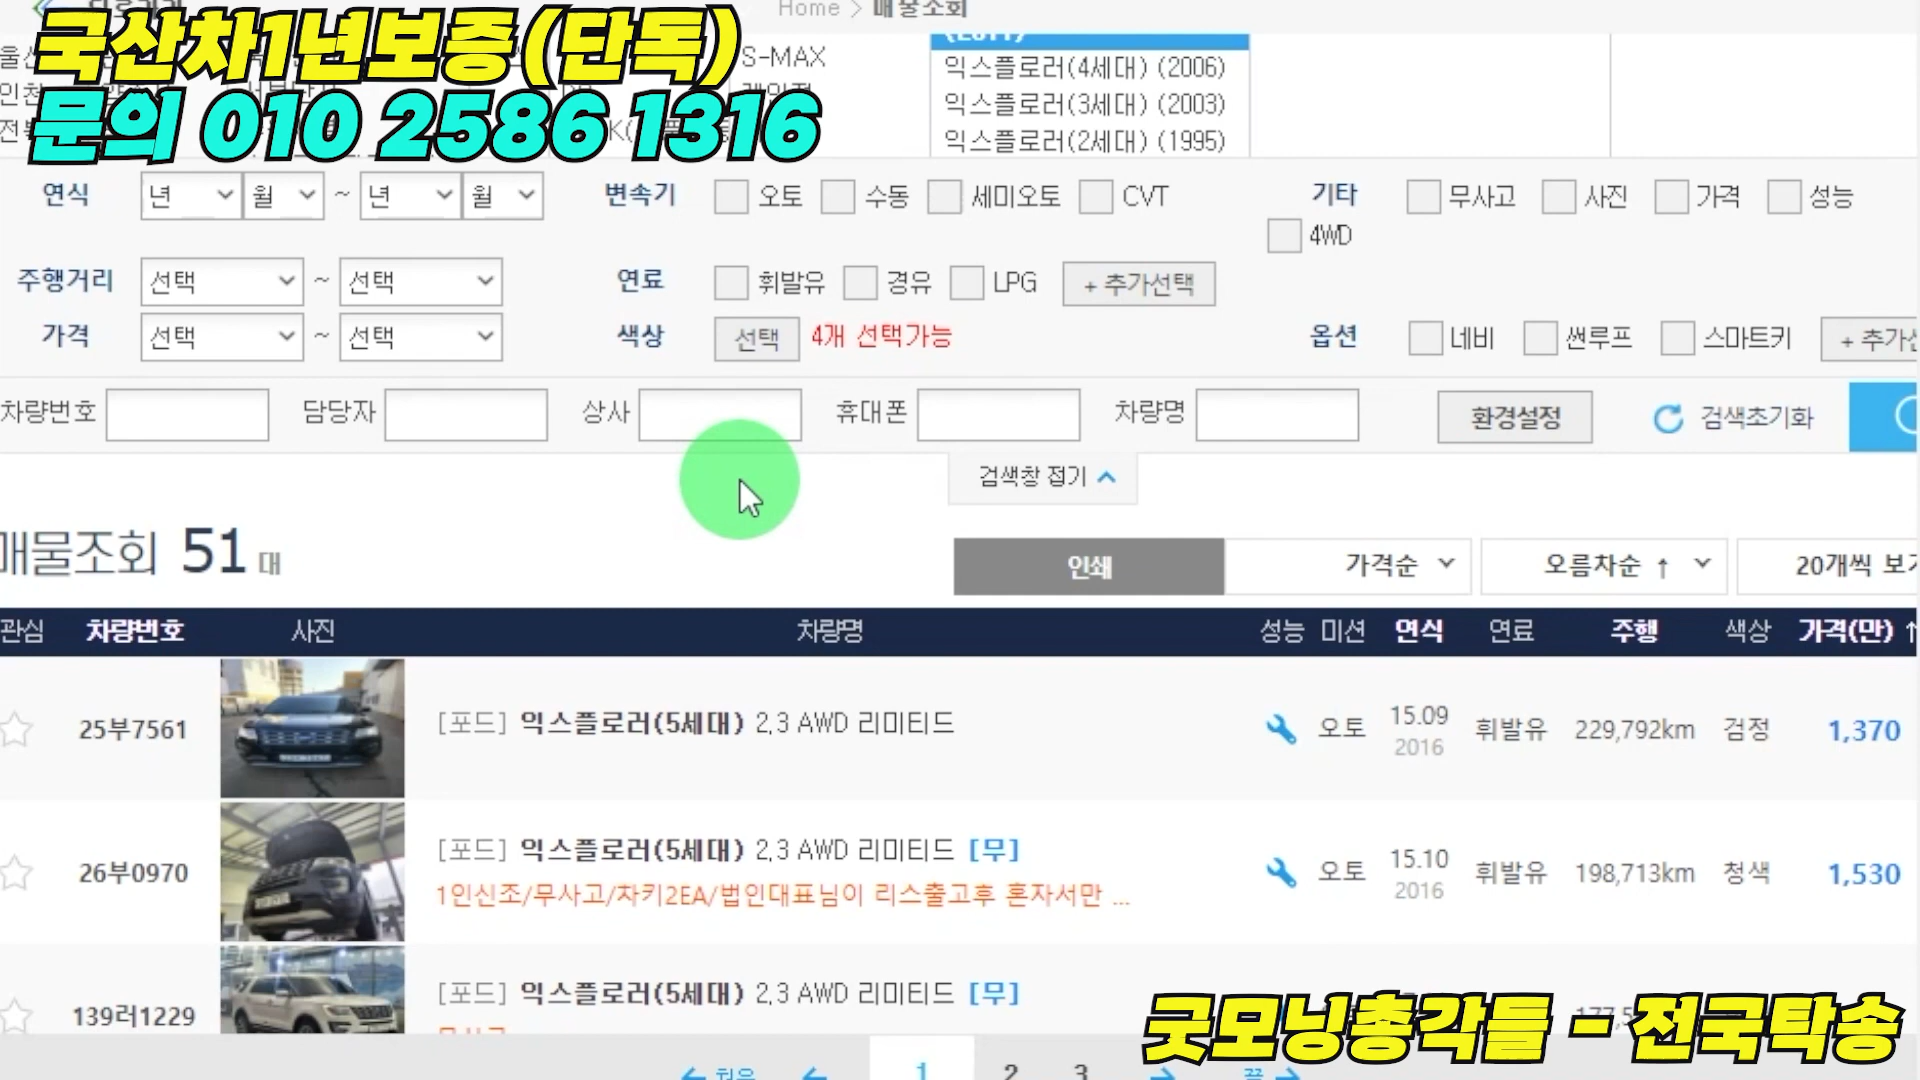 Home > 매물조회
국산차1년보증(단독)
문의 010 2586 1316
S-MAX
익스플로러(4세대) (2006)
익스플로러(3세대) (2003)
익스플로러(2세대) (1995)
연식 년 월 ~ 년 월 변속기 오토 수동 세미오토 CVT 기타 무사고 사진 가격 성능
4WD
주행거리 선택 ~ 선택 연료 휘발유 경유 LPG + 추가선택
가격 선택 ~ 선택 색상 선택 4개 선택가능 옵션 네비 썬루프 스마트키
차량번호 담당자 상사 휴대폰 차량명 환경설정 검색초기화
검색창 접기
매물조회 51 대
인쇄 가격순 오름차순 ↑ 20개씩
관심 차량번호 사진 차량명 성능 미션 연식 연료 주행 색상 가격(만) ↑
25부7561 [포드] 익스플로러(5세대) 2,3 AWD 리미티드 오토 15.09 2016 휘발유 229,792km 검정 1,370
26부0970 [포드] 익스플로러(5세대) 2,3 AWD 리미티드 [무] 오토 15.10 2016 휘발유 198,713km 청색 1,530
1인신조/무사고/차키2EA/법인대표님이 리스출고후 혼자서만 ...
139러1229 [포드] 익스플로러(5세대) 2,3 AWD 리미티드 [무]
굿모닝총각들 - 전국탁송
← 처음 ← 1 2 3 → 끝 →